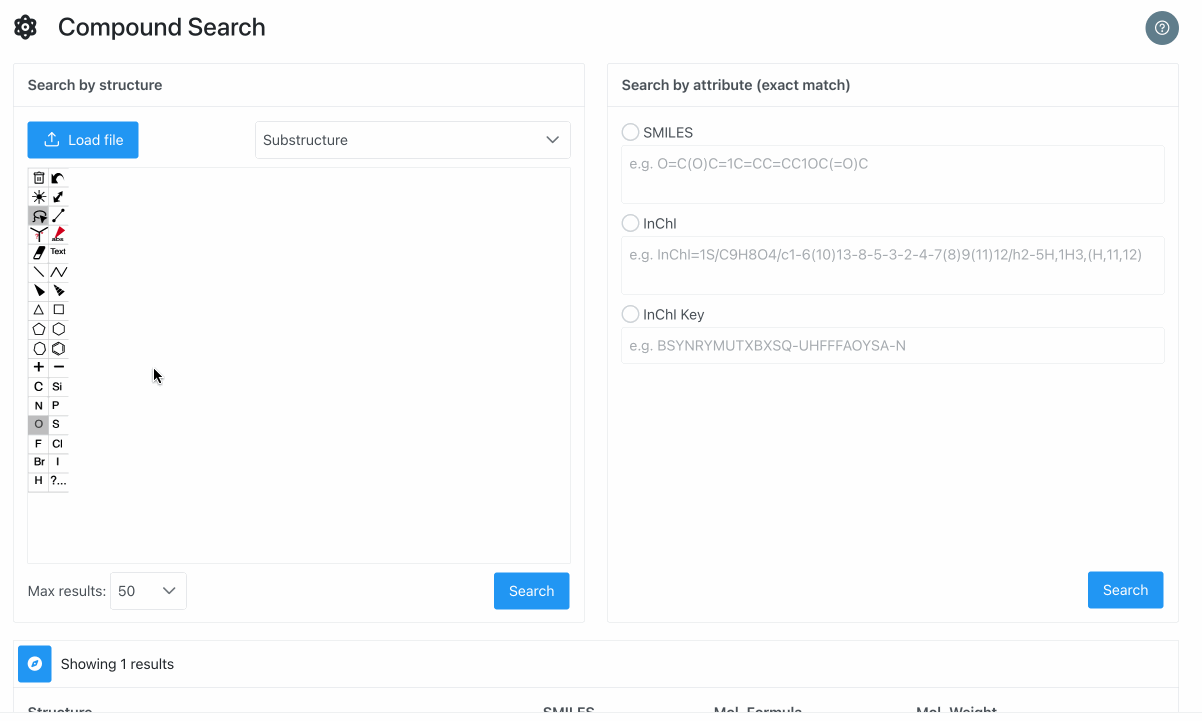 Compound Search
Search by structure
Load file
Substructure
abs
Text
C Si
N P
O S
F Cl
Br I
H ?...
Max results: 50
Search
Search by attribute (exact match)
SMILES
e.g. O=C(O)C=1C=CC=CC1OC(=O)C
InChI
e.g. InChI=1S/C9H8O4/c1-6(10)13-8-5-3-2-4-7(8)9(11)12/h2-5H,1H3,(H,11,12)
InChI Key
e.g. BSYNRYMUTXBXSQ-UHFFFAOYSA-N
Search
Showing 1 results
Structure SMILES Mol. Formula Mol. Weight